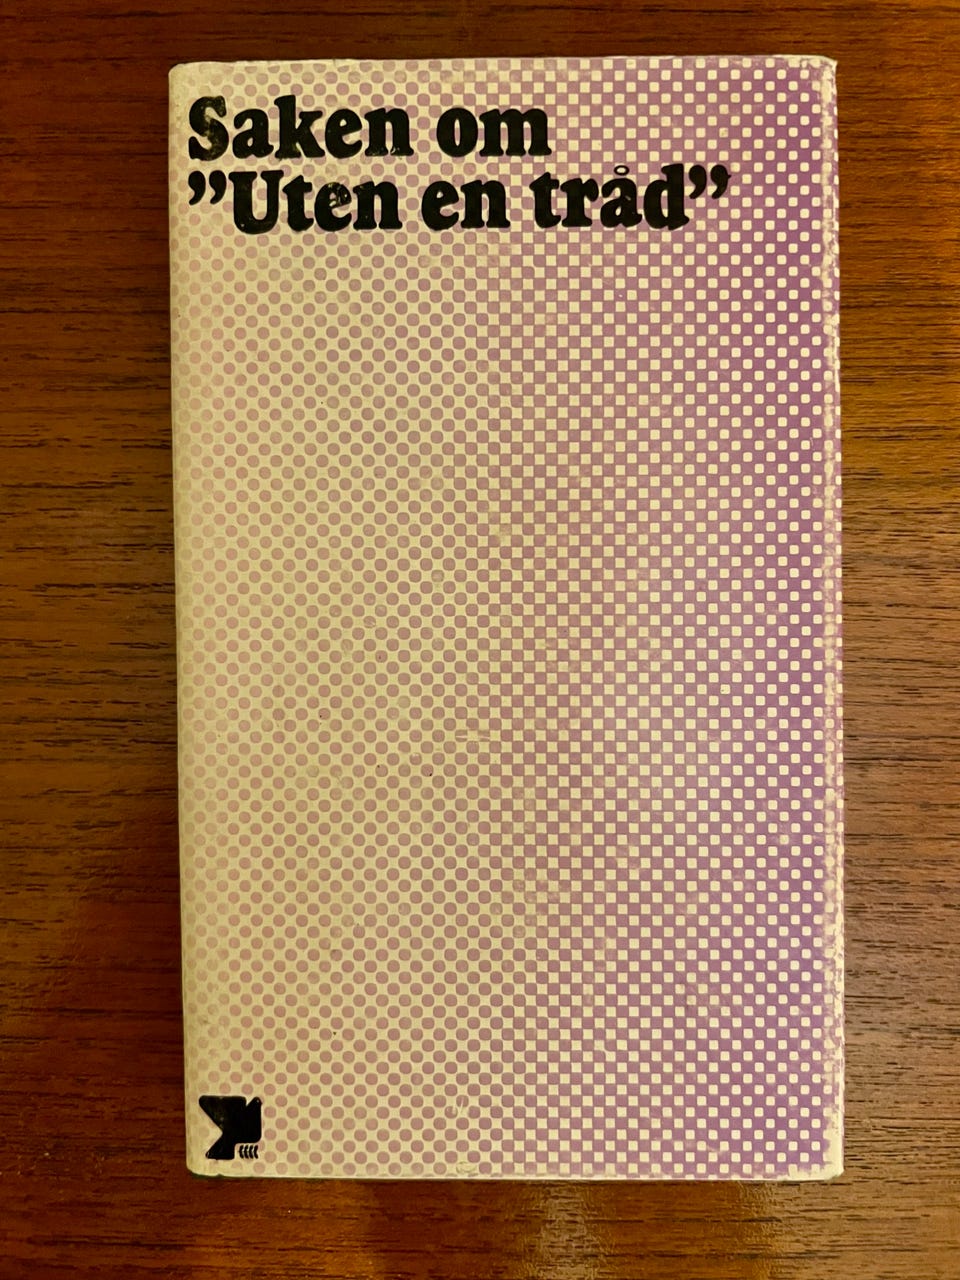 Saken om
”Uten en tråd”